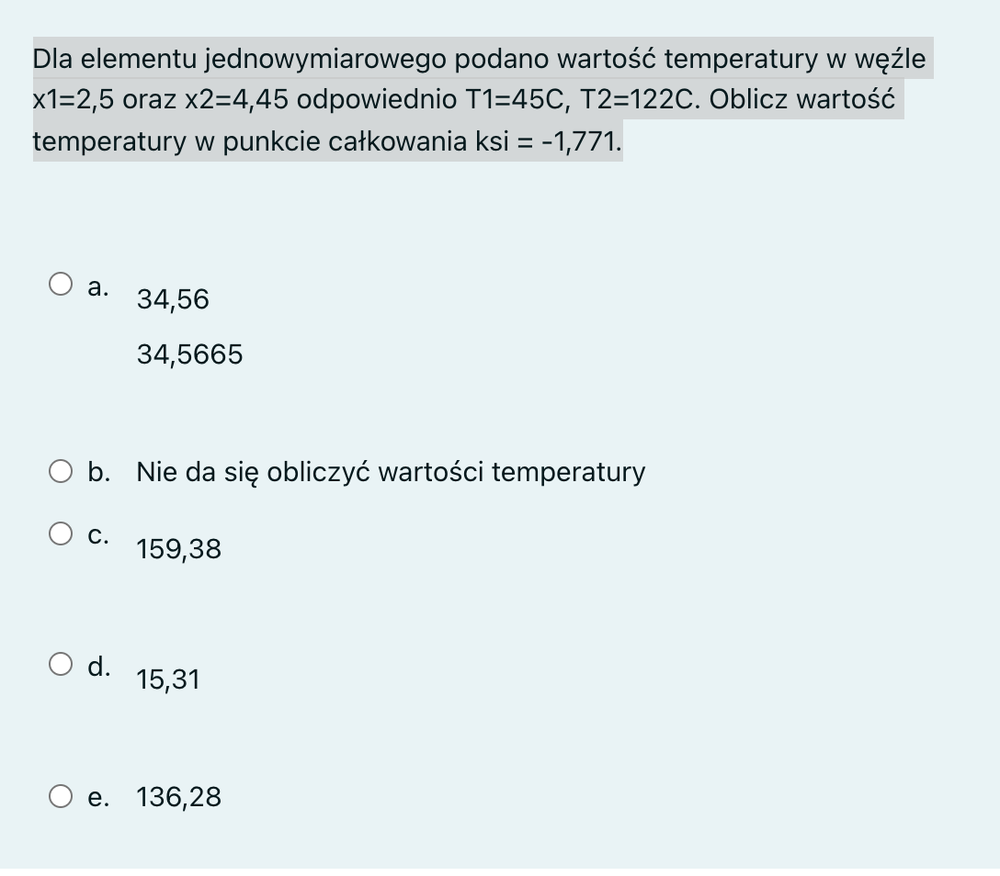 Dla elementu jednowymiarowego podano wartość temperatury w węźle
x1=2,5 oraz x2=4,45 odpowiednio T1=45C, T2=122C. Oblicz wartość
temperatury w punkcie całkowania ksi = -1,771.
a. 34,56
34,5665
b. Nie da się obliczyć wartości temperatury
c. 159,38
d. 15,31
e. 136,28